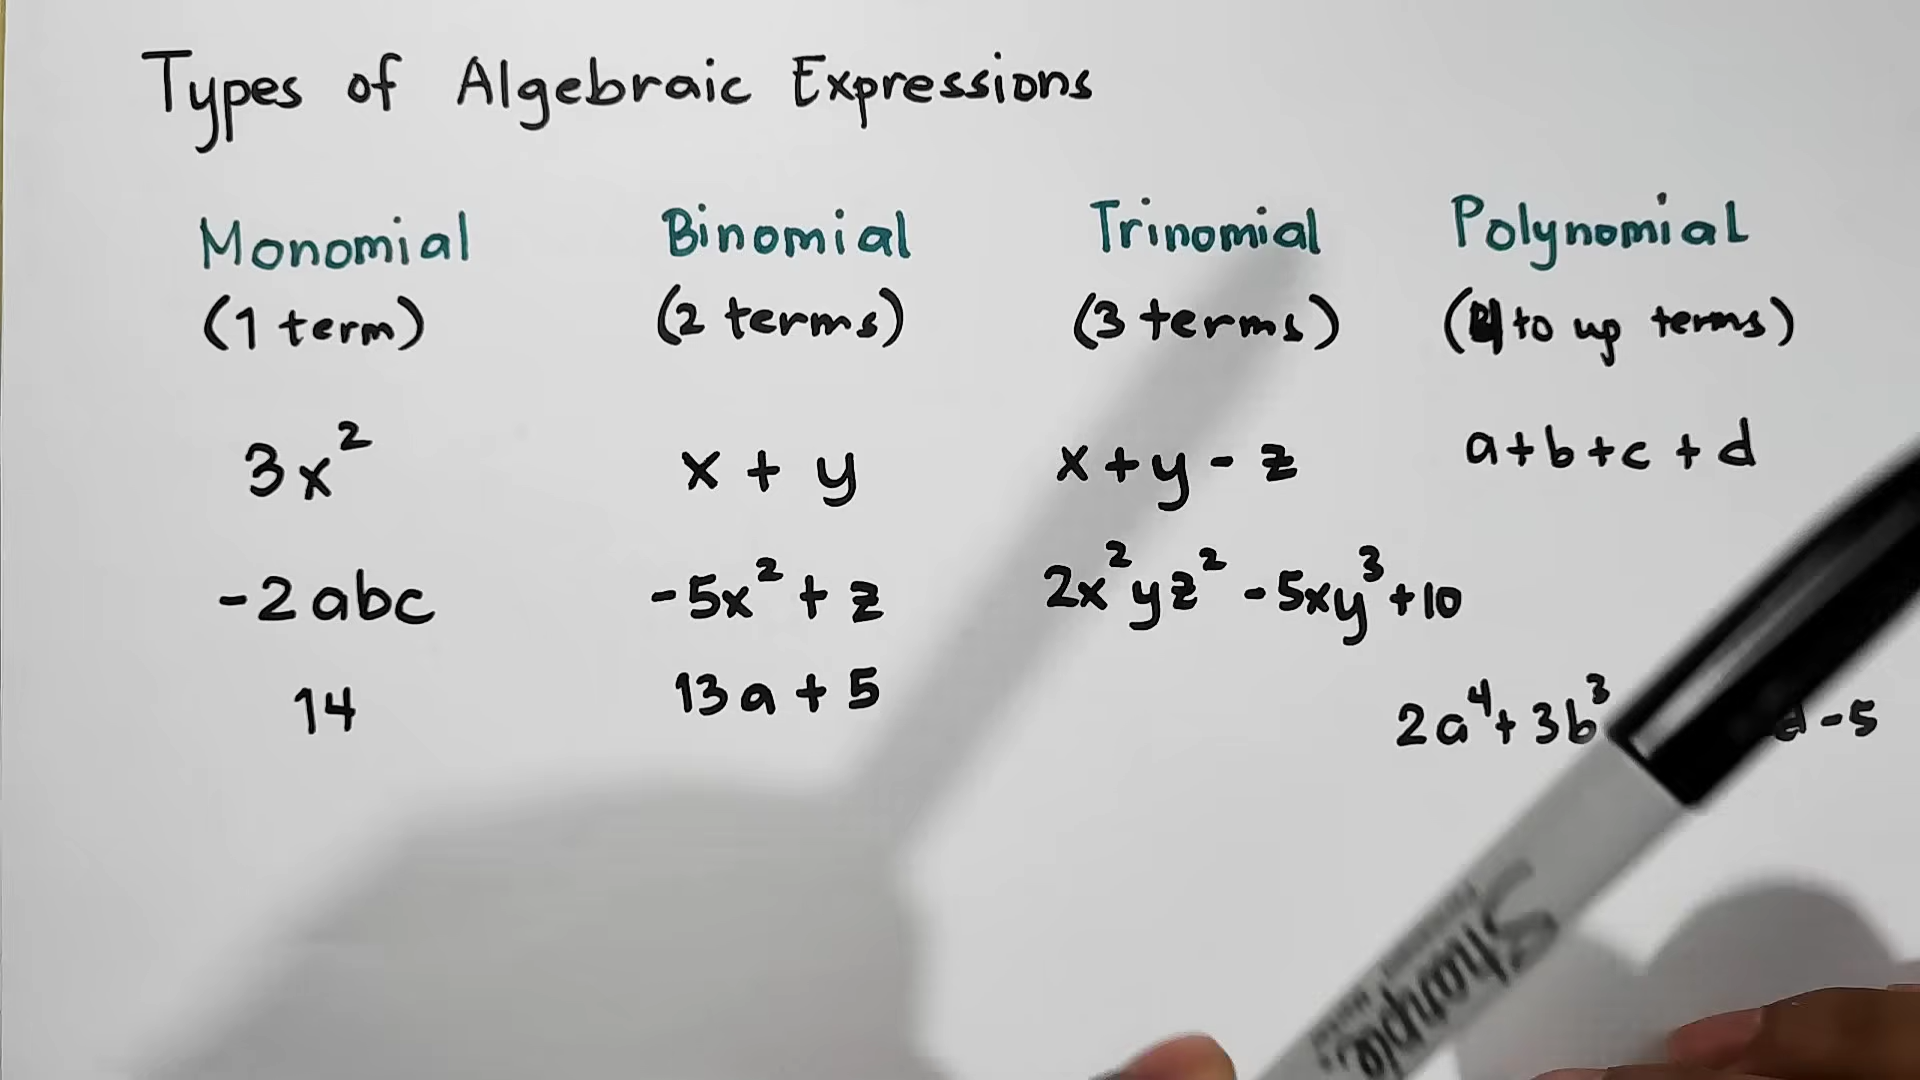 Types of Algebraic Expressions
Monomial Binomial Trinomial Polynomial
(1 term) (2 terms) (3 terms) (4 to up terms)
3x² x + y x + y - z a + b + c + d
-2abc -5x² + z 2x²yz² - 5xy³ + 10
14 13a + 5 2a⁴ + 3b³ - 5
Sharpie